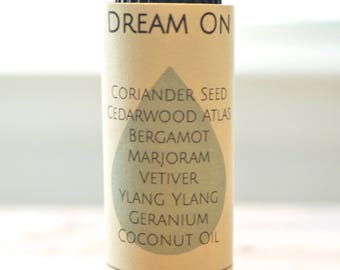 Dream On
Coriander Seed
Cedarwood Atlas
Bergamot
Marjoram
Vetiver
Ylang Ylang
Geranium
Coconut Oil